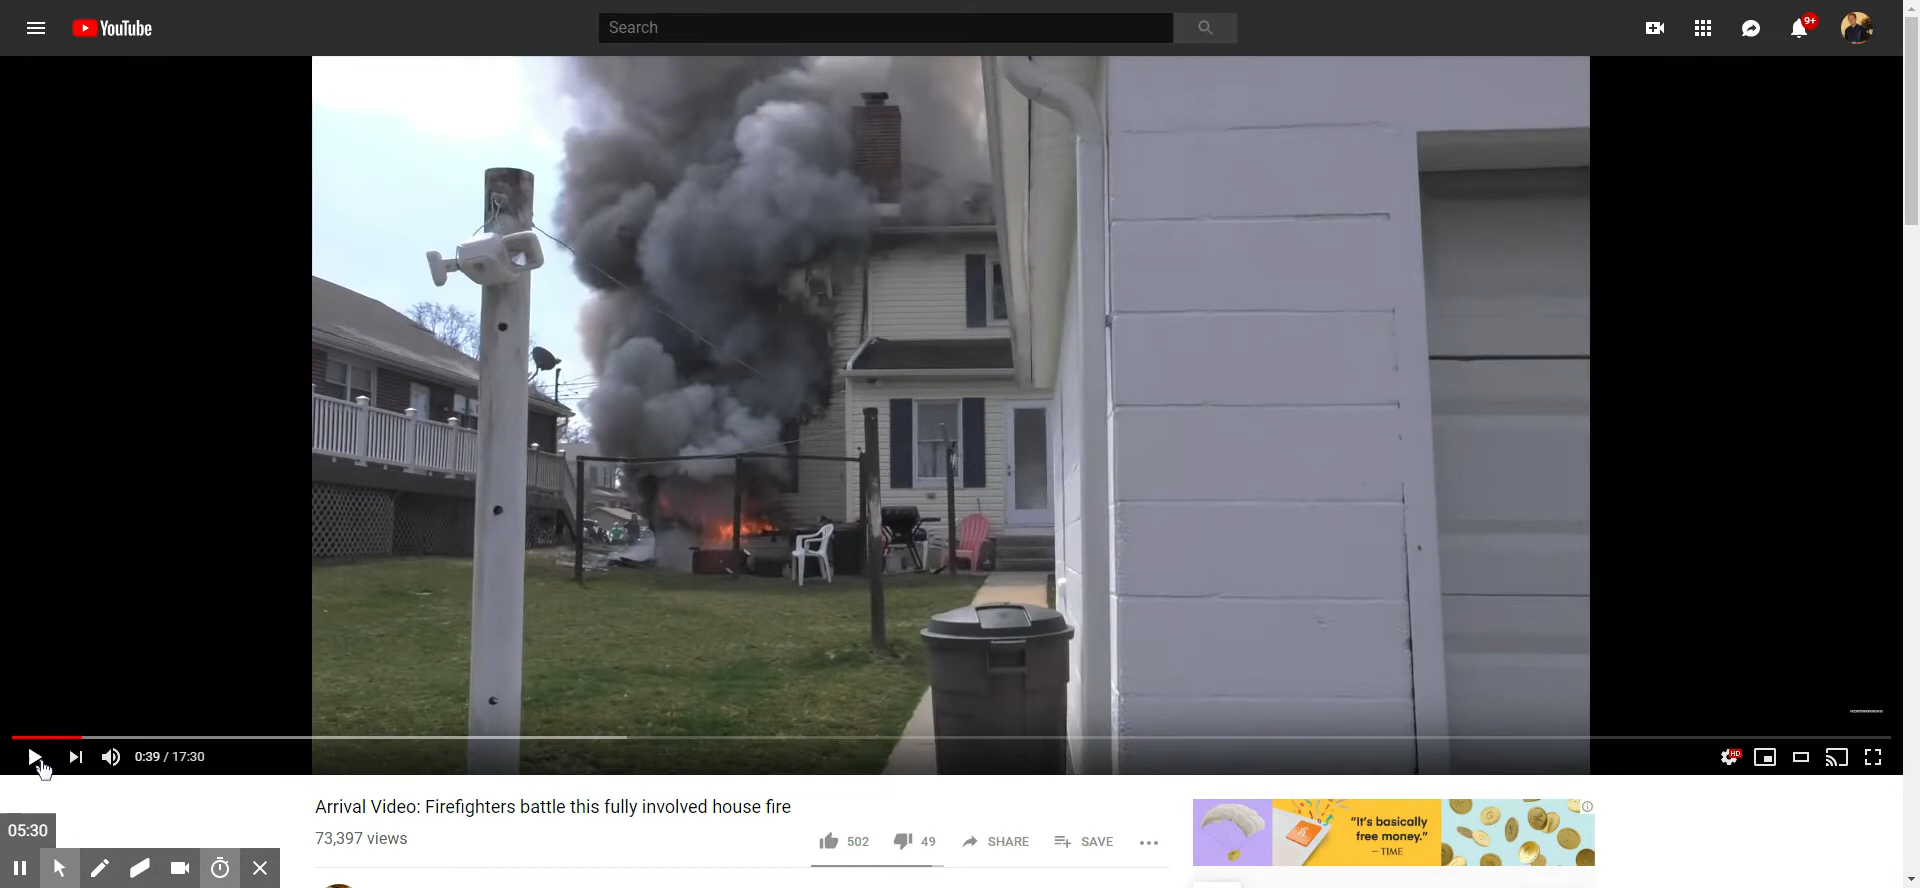 YouTube
Search
9+
0:39 / 17:30
HD
Arrival Video: Firefighters battle this fully involved house fire
73,397 views
502
49
SHARE
SAVE
"It's basically
free money."
– TIME
05:30